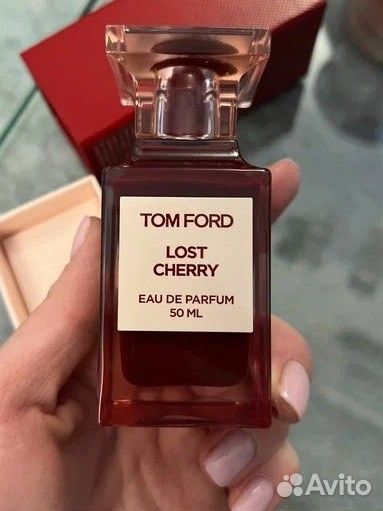 TOM FORD
LOST
CHERRY
EAU DE PARFUM
50 ML
Avito